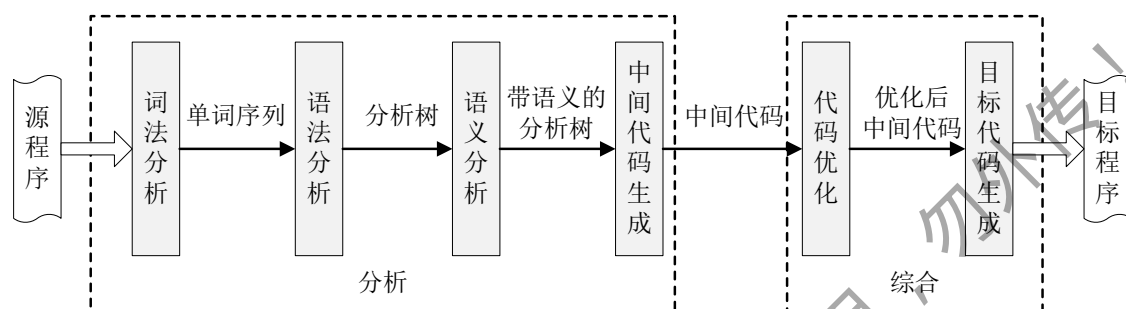 源程序
词法分析
单词序列
语法分析
分析树
语义分析
带语义的
分析树
中间代码生成
中间代码
代码优化
优化后
中间代码
目标代码生成
目标程序
分析
综合
勿外传！